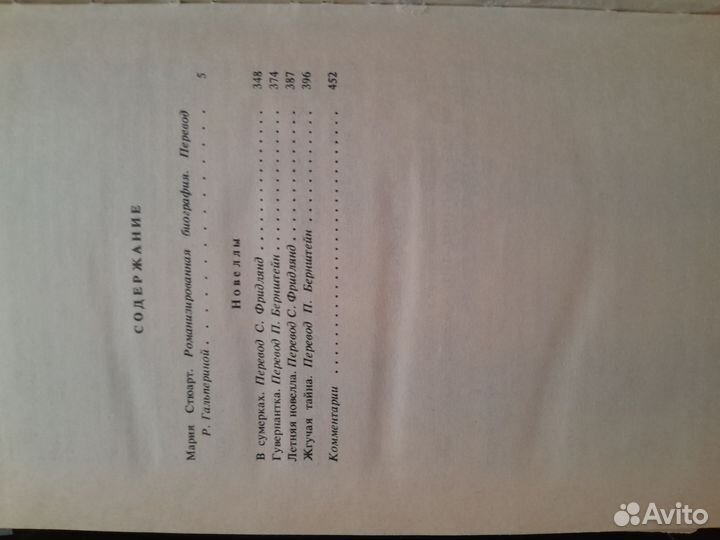 СОДЕРЖАНИЕ
Мария Стюарт. Романизированная биография. Перевод
Р. Гальпериной . . . . . . . . . . . . . . . 5
Новеллы
В сумерках. Перевод С. Фридлянд . . . . . . . . . . . . . . . 348
Гувернантка. Перевод П. Бернштейн . . . . . . . . . . . . . . 374
Летняя новелла. Перевод С. Фридлянд . . . . . . . . . . . . . 387
Жгучая тайна. Перевод П. Бернштейн . . . . . . . . . . . . 396
Комментарии . . . . . . . . . . . . . . . . . . . . . . 452
Avito